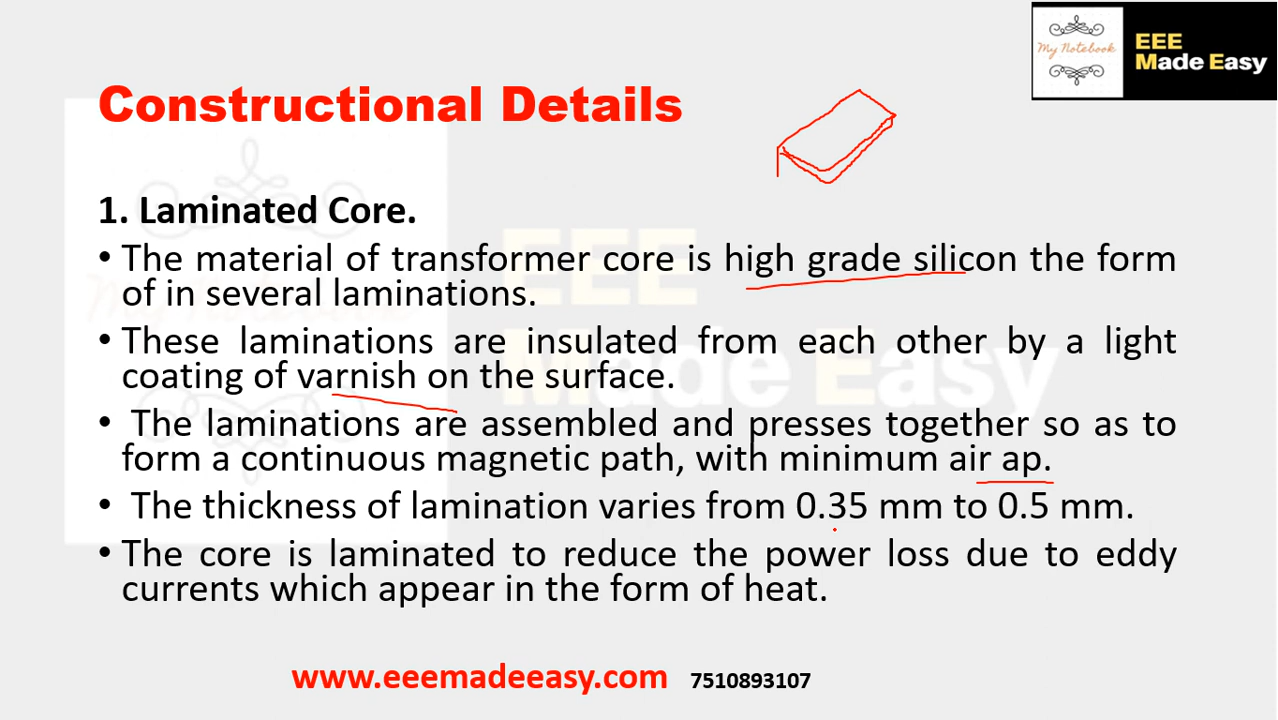 My Notebook
EEE
Made Easy
Constructional Details
1. Laminated Core.
• The material of transformer core is high grade silicon the form
of in several laminations.
• These laminations are insulated from each other by a light
coating of varnish on the surface.
• The laminations are assembled and presses together so as to
form a continuous magnetic path, with minimum air ap.
• The thickness of lamination varies from 0.35 mm to 0.5 mm.
• The core is laminated to reduce the power loss due to eddy
currents which appear in the form of heat.
My Notebook
EEE
Made Easy
www.eeemadeeasy.com 7510893107